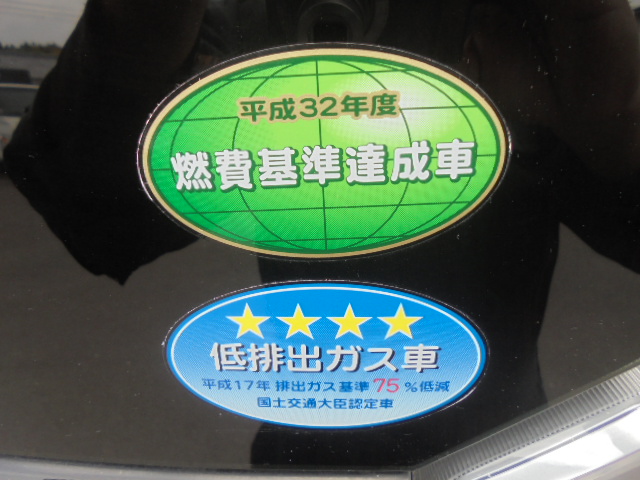 平成32年度
燃費基準達成車
低排出ガス車
平成17年 排出ガス基準 75 %低減
国土交通大臣認定車